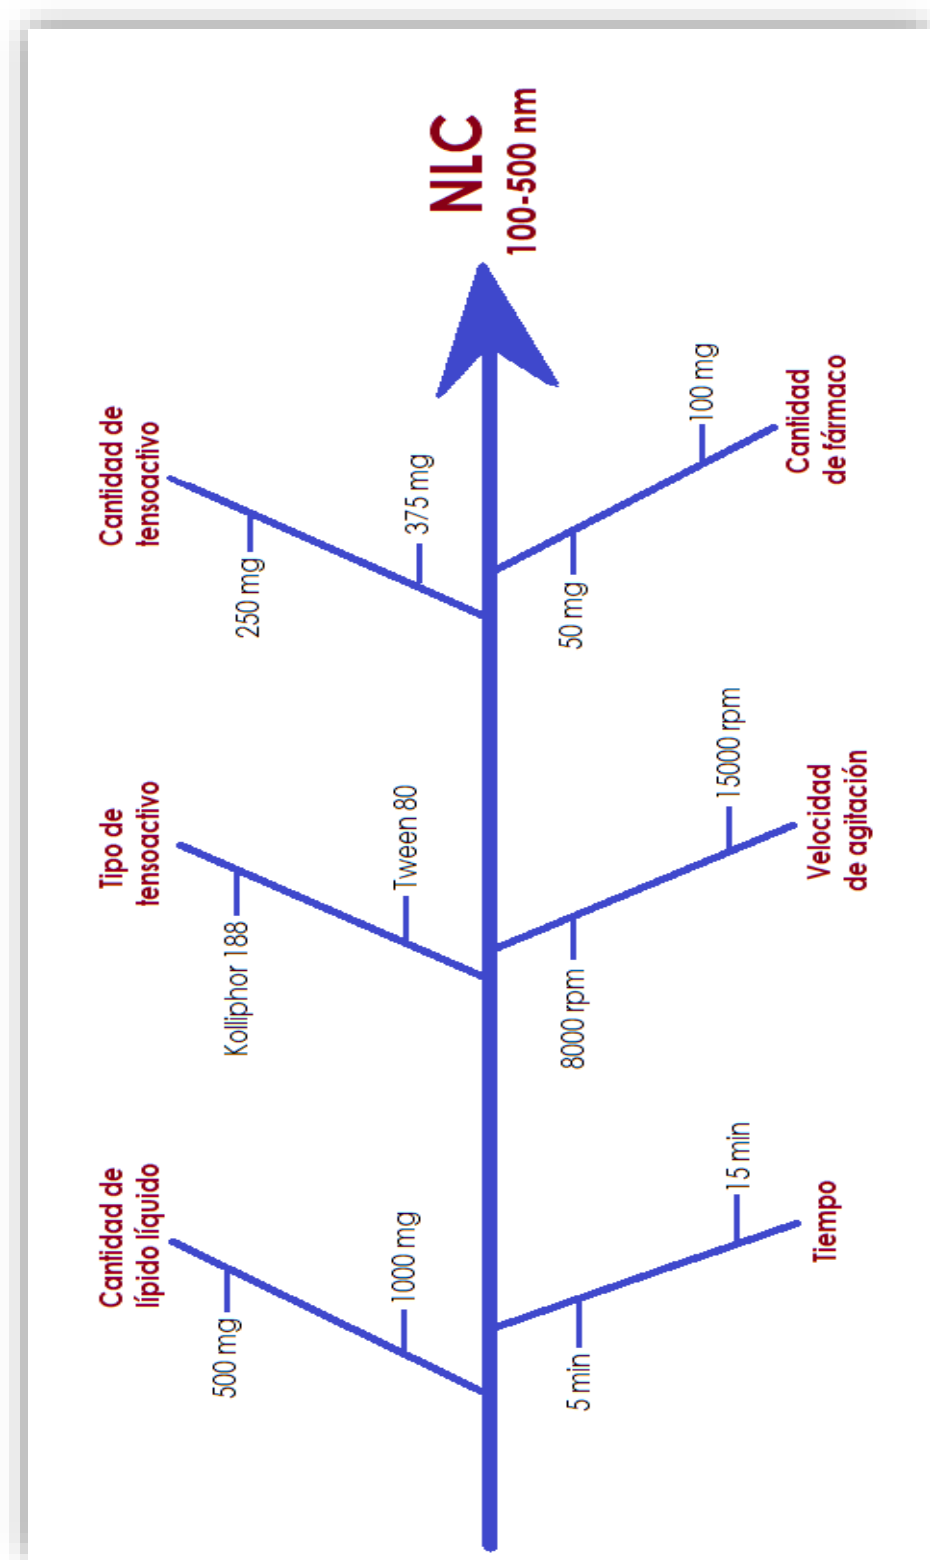 Cantidad de
lípido líquido
500 mg
1000 mg
Tipo de
tensoactivo
Kolliphor 188
Tween 80
Cantidad de
tensoactivo
250 mg
375 mg
NLC
100-500 nm
5 min
15 min
Tiempo
8000 rpm
15000 rpm
Velocidad
de agitación
50 mg
100 mg
Cantidad
de fármaco